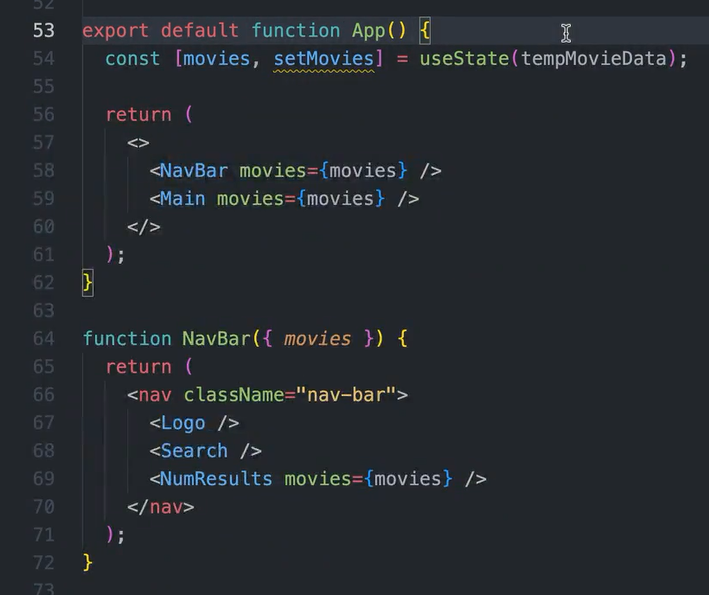 52
53 export default function App() {
54 const [movies, setMovies] = useState(tempMovieData);
55
56 return (
57 <>
58 <NavBar movies={movies} />
59 <Main movies={movies} />
60 </>
61 );
62 }
63
64 function NavBar({ movies }) {
65 return (
66 <nav className="nav-bar">
67 <Logo />
68 <Search />
69 <NumResults movies={movies} />
70 </nav>
71 );
72 }
73